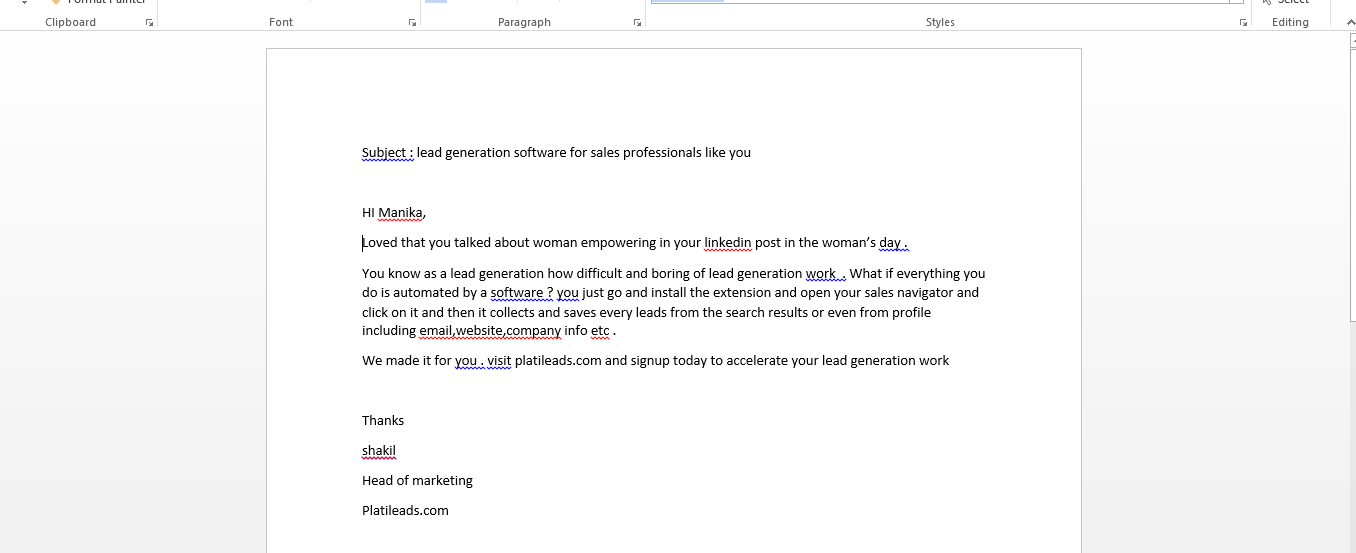 Format Painter
Select
Clipboard
Font
Paragraph
Styles
Editing
Subject : lead generation software for sales professionals like you
HI Manika,
Loved that you talked about woman empowering in your linkedin post in the woman’s day .
You know as a lead generation how difficult and boring of lead generation work . What if everything you
do is automated by a software ? you just go and install the extension and open your sales navigator and
click on it and then it collects and saves every leads from the search results or even from profile
including email,website,company info etc .
We made it for you . visit platileads.com and signup today to accelerate your lead generation work
Thanks
shakil
Head of marketing
Platileads.com